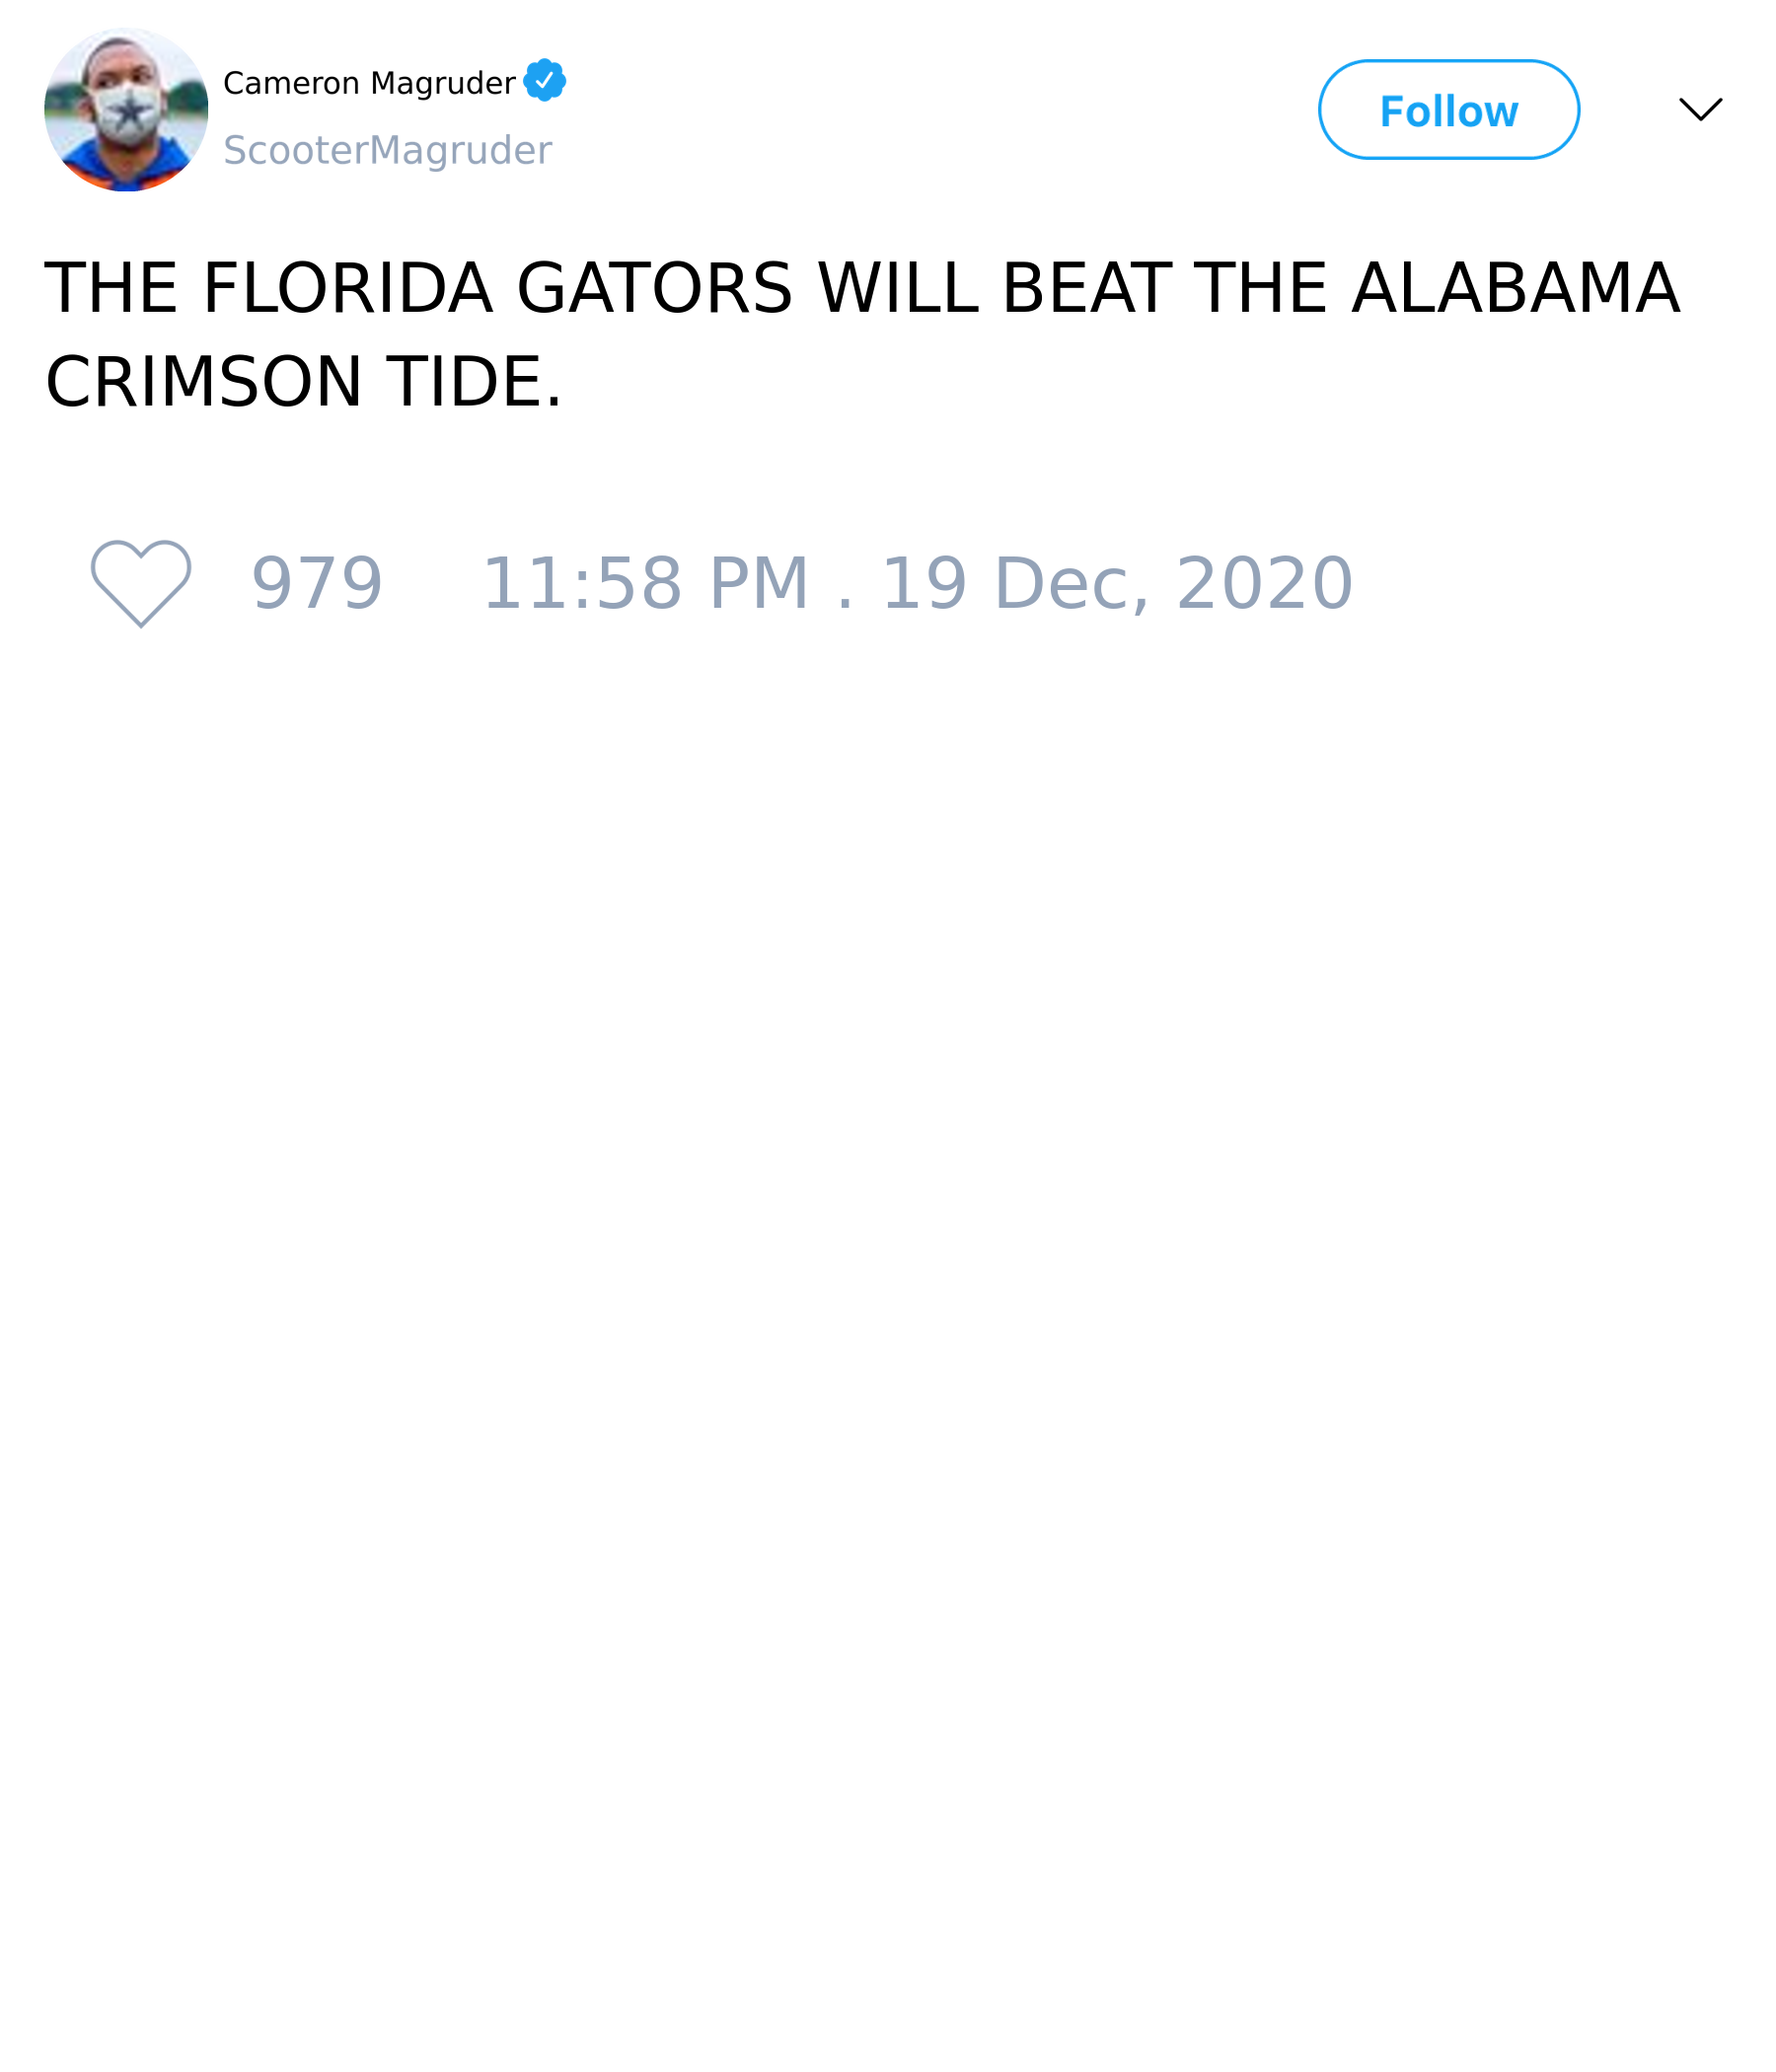 Cameron Magruder
ScooterMagruder
Follow
THE FLORIDA GATORS WILL BEAT THE ALABAMA
CRIMSON TIDE.
979 11:58 PM . 19 Dec, 2020